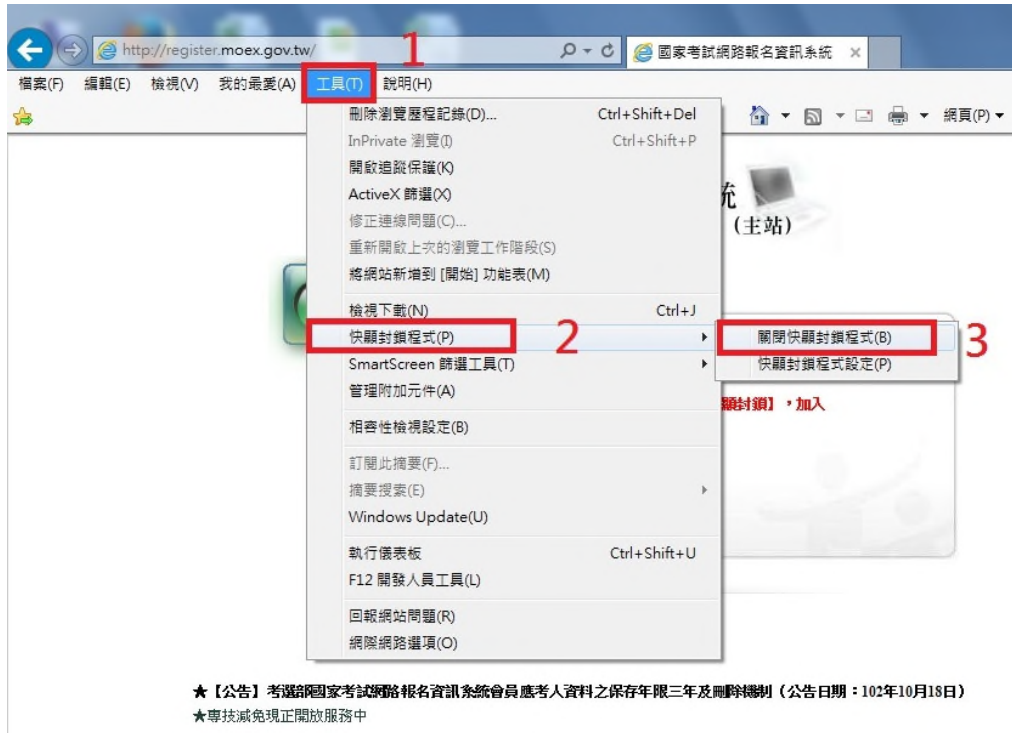 http://register.moex.gov.tw/
國家考試網路報名資訊系統
1
檔案(F) 編輯(E) 檢視(V) 我的最愛(A) 工具(T) 說明(H)
刪除瀏覽歷程記錄(D)... Ctrl+Shift+Del
網頁(P)
InPrivate 瀏覽(I) Ctrl+Shift+P
開啟追蹤保護(K)
ActiveX 篩選(X)
統
修正連線問題(C)...
(主站)
重新開啟上次的瀏覽工作階段(S)
將網站新增到 [開始] 功能表(M)
檢視下載(N) Ctrl+J
快顯封鎖程式(P) 2
關閉快顯封鎖程式(B) 3
SmartScreen 篩選工具(T)
快顯封鎖程式設定(P)
管理附加元件(A)
顯封鎖】，加入
相容性檢視設定(B)
訂閱此摘要(F)...
摘要搜索(E)
Windows Update(U)
執行儀表板 Ctrl+Shift+U
F12 開發人員工具(L)
回報網站問題(R)
網際網路選項(O)
★【公告】考選部國家考試網路報名資訊系統會員應考人資料之保存年限三年及刪除機制（公告日期：102年10月18日）
★專技減免現正開放服務中